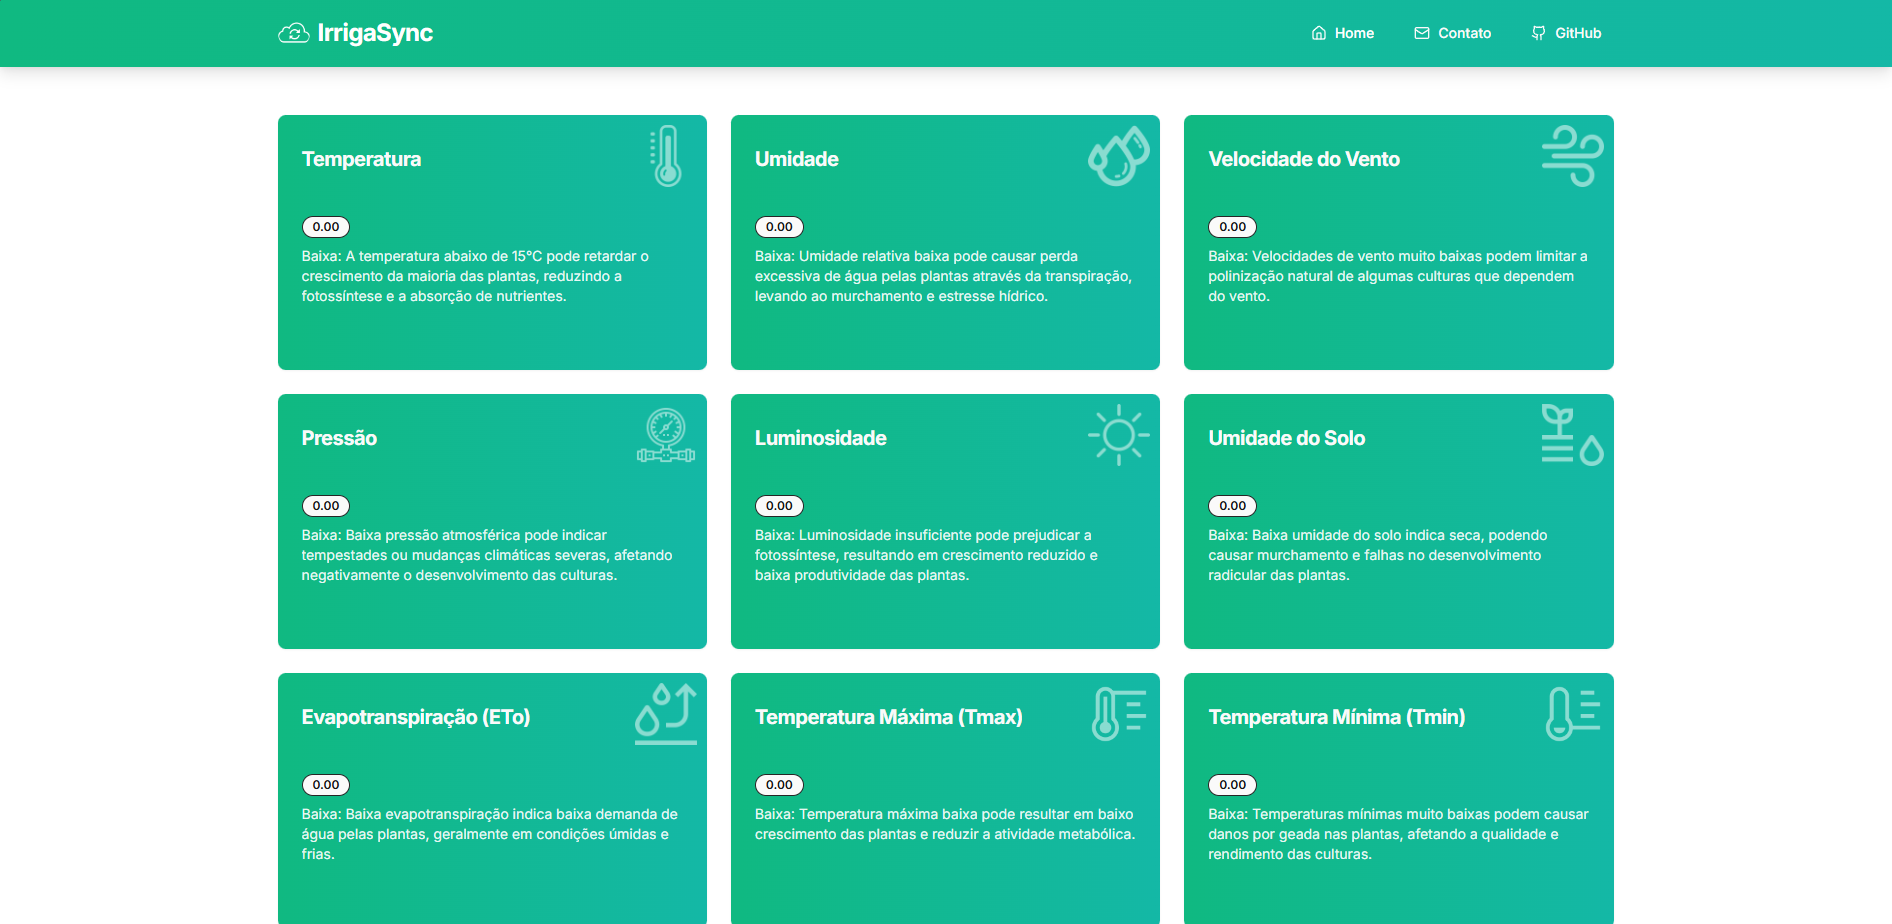 IrrigaSync
Home
Contato
GitHub
Temperatura
0.00
Baixa: A temperatura abaixo de 15°C pode retardar o
crescimento da maioria das plantas, reduzindo a
fotossíntese e a absorção de nutrientes.
Umidade
0.00
Baixa: Umidade relativa baixa pode causar perda
excessiva de água pelas plantas através da transpiração,
levando ao murchamento e estresse hídrico.
Velocidade do Vento
0.00
Baixa: Velocidades de vento muito baixas podem limitar a
polinização natural de algumas culturas que dependem
do vento.
Pressão
0.00
Baixa: Baixa pressão atmosférica pode indicar
tempestades ou mudanças climáticas severas, afetando
negativamente o desenvolvimento das culturas.
Luminosidade
0.00
Baixa: Luminosidade insuficiente pode prejudicar a
fotossíntese, resultando em crescimento reduzido e
baixa produtividade das plantas.
Umidade do Solo
0.00
Baixa: Baixa umidade do solo indica seca, podendo
causar murchamento e falhas no desenvolvimento
radicular das plantas.
Evapotranspiração (ETo)
0.00
Baixa: Baixa evapotranspiração indica baixa demanda de
água pelas plantas, geralmente em condições úmidas e
frias.
Temperatura Máxima (Tmax)
0.00
Baixa: Temperatura máxima baixa pode resultar em baixo
crescimento das plantas e reduzir a atividade metabólica.
Temperatura Mínima (Tmin)
0.00
Baixa: Temperaturas mínimas muito baixas podem causar
danos por geada nas plantas, afetando a qualidade e
rendimento das culturas.